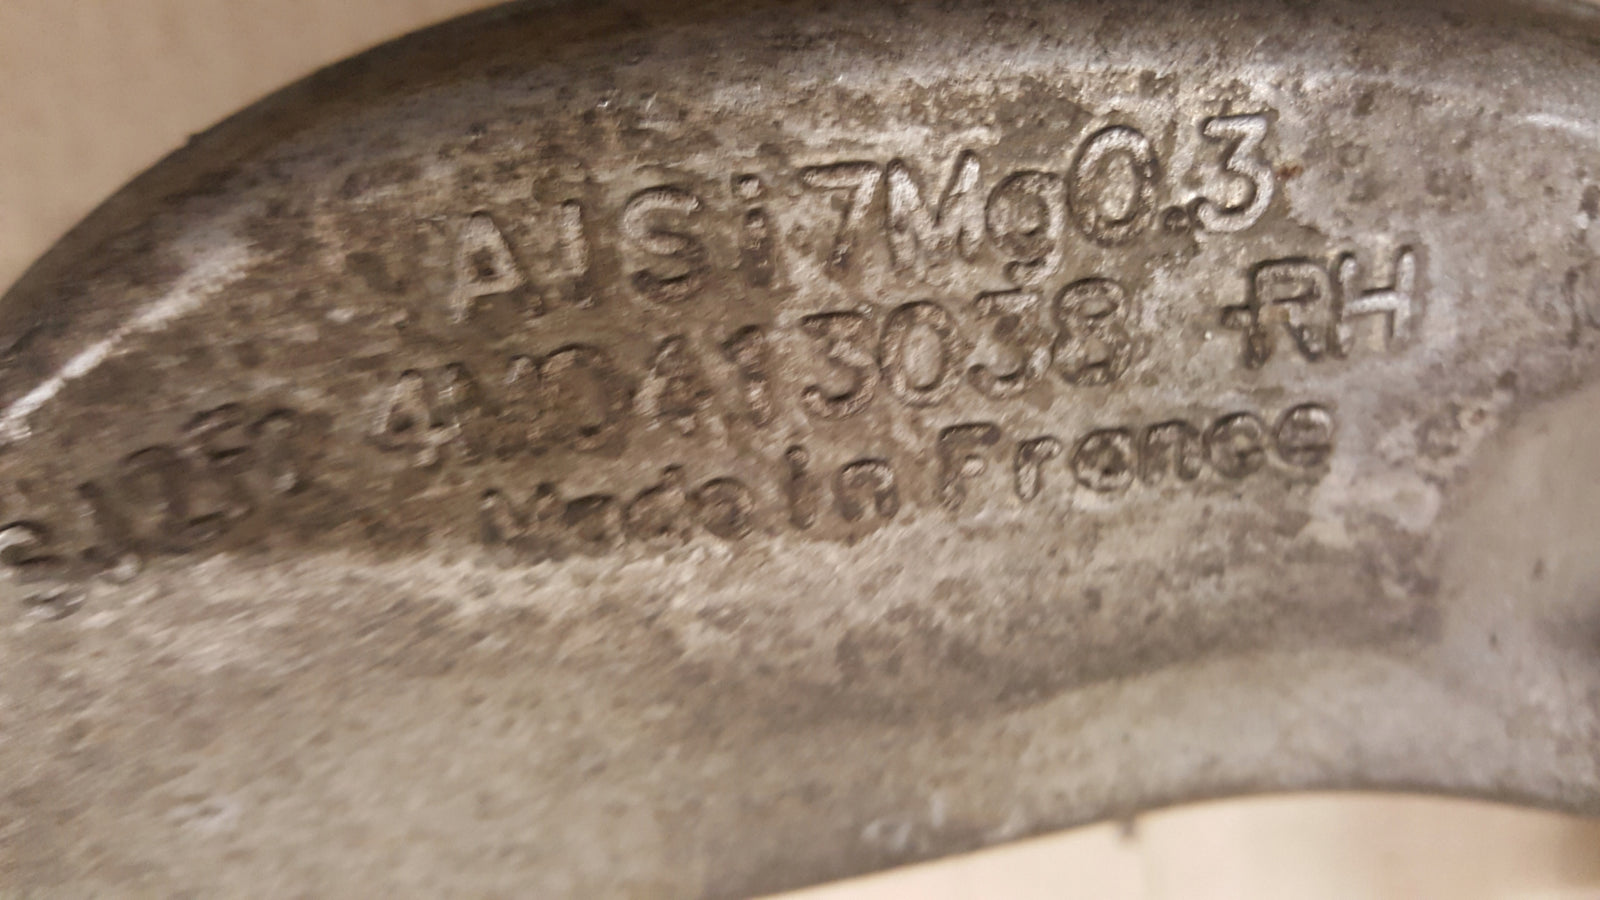 AlSi7Mg0.3
4M0413038 RH
Made in France